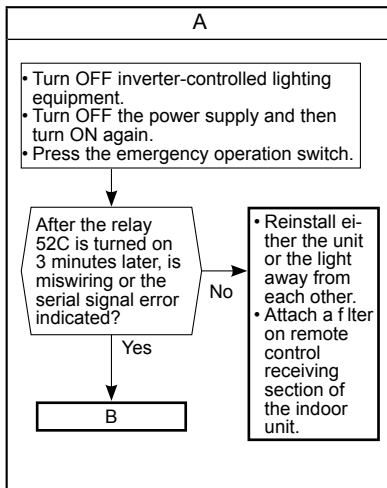 A
• Turn OFF inverter-controlled lighting
equipment.
• Turn OFF the power supply and then
turn ON again.
• Press the emergency operation switch.
After the relay
52C is turned on
3 minutes later, is
miswiring or the
serial signal error
indicated?
No
Yes
B
• Reinstall ei-
ther the unit
or the light
away from
each other.
• Attach a f lter
on remote
control
receiving
section of
the indoor
unit.